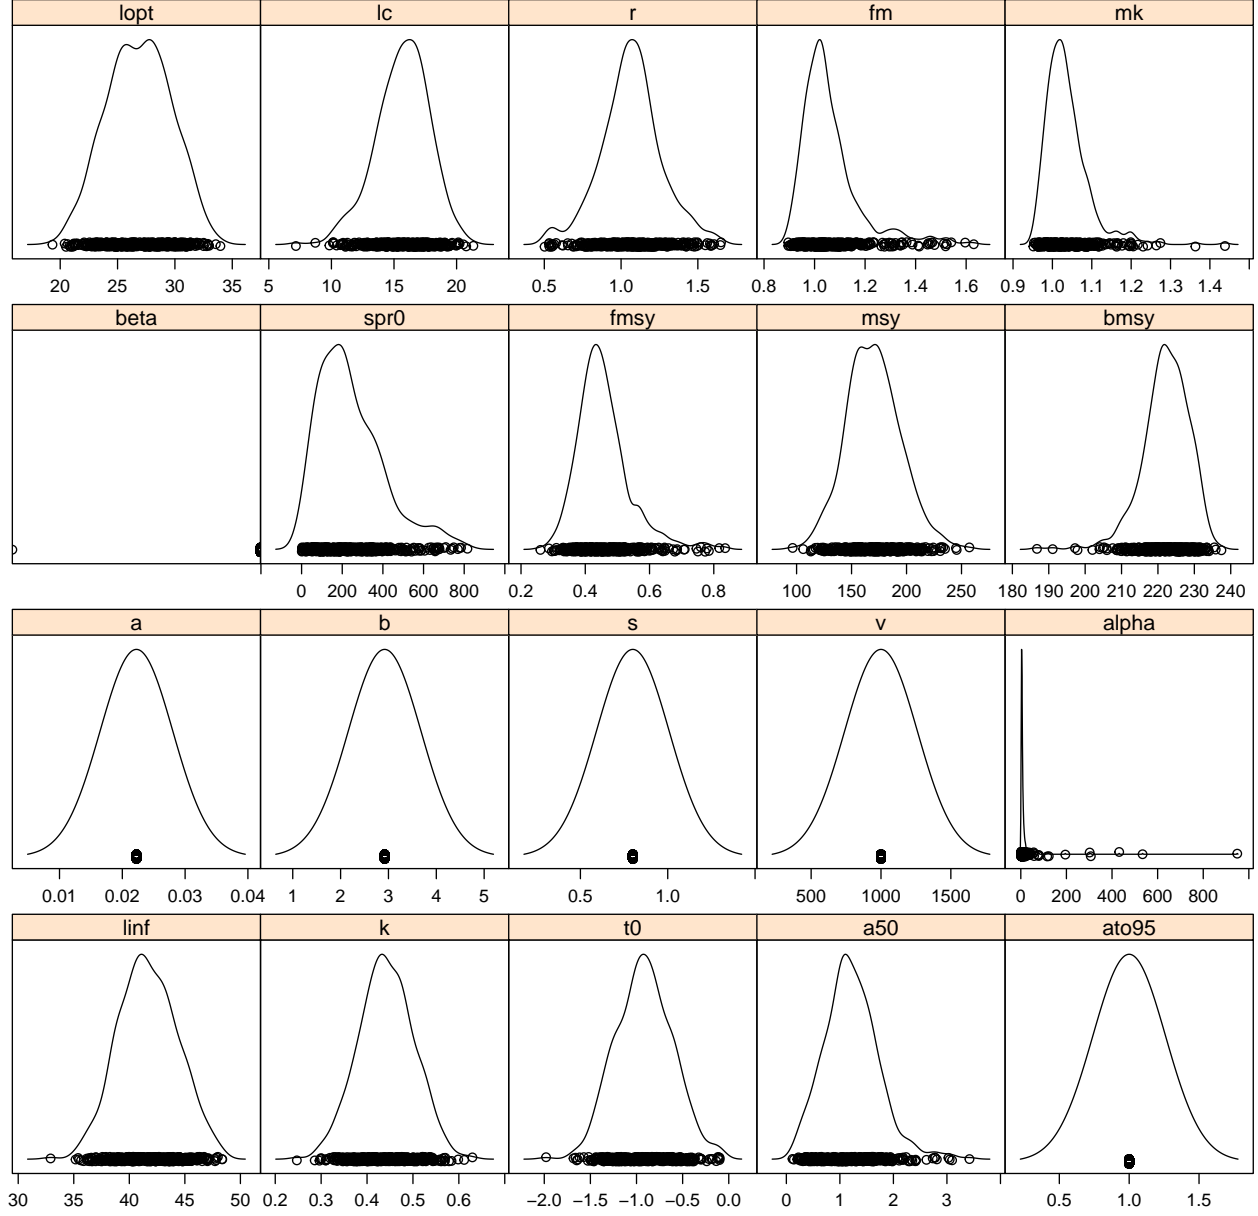 lopt lc r fm mk
20 25 30 35 5 10 15 20 0.5 1.0 1.5 0.8 1.0 1.2 1.4 1.6 0.9 1.0 1.1 1.2 1.3 1.4
beta spr0 fmsy msy bmsy
0 200 400 600 800 0.2 0.4 0.6 0.8 100 150 200 250 180 190 200 210 220 230 240
a b s v alpha
0.01 0.02 0.03 0.04 1 2 3 4 5 0.5 1.0 500 1000 1500 0 200 400 600 800
linf k t0 a50 ato95
30 35 40 45 50 0.2 0.3 0.4 0.5 0.6 −2.0 −1.5 −1.0 −0.5 0.0 0 1 2 3 0.5 1.0 1.5